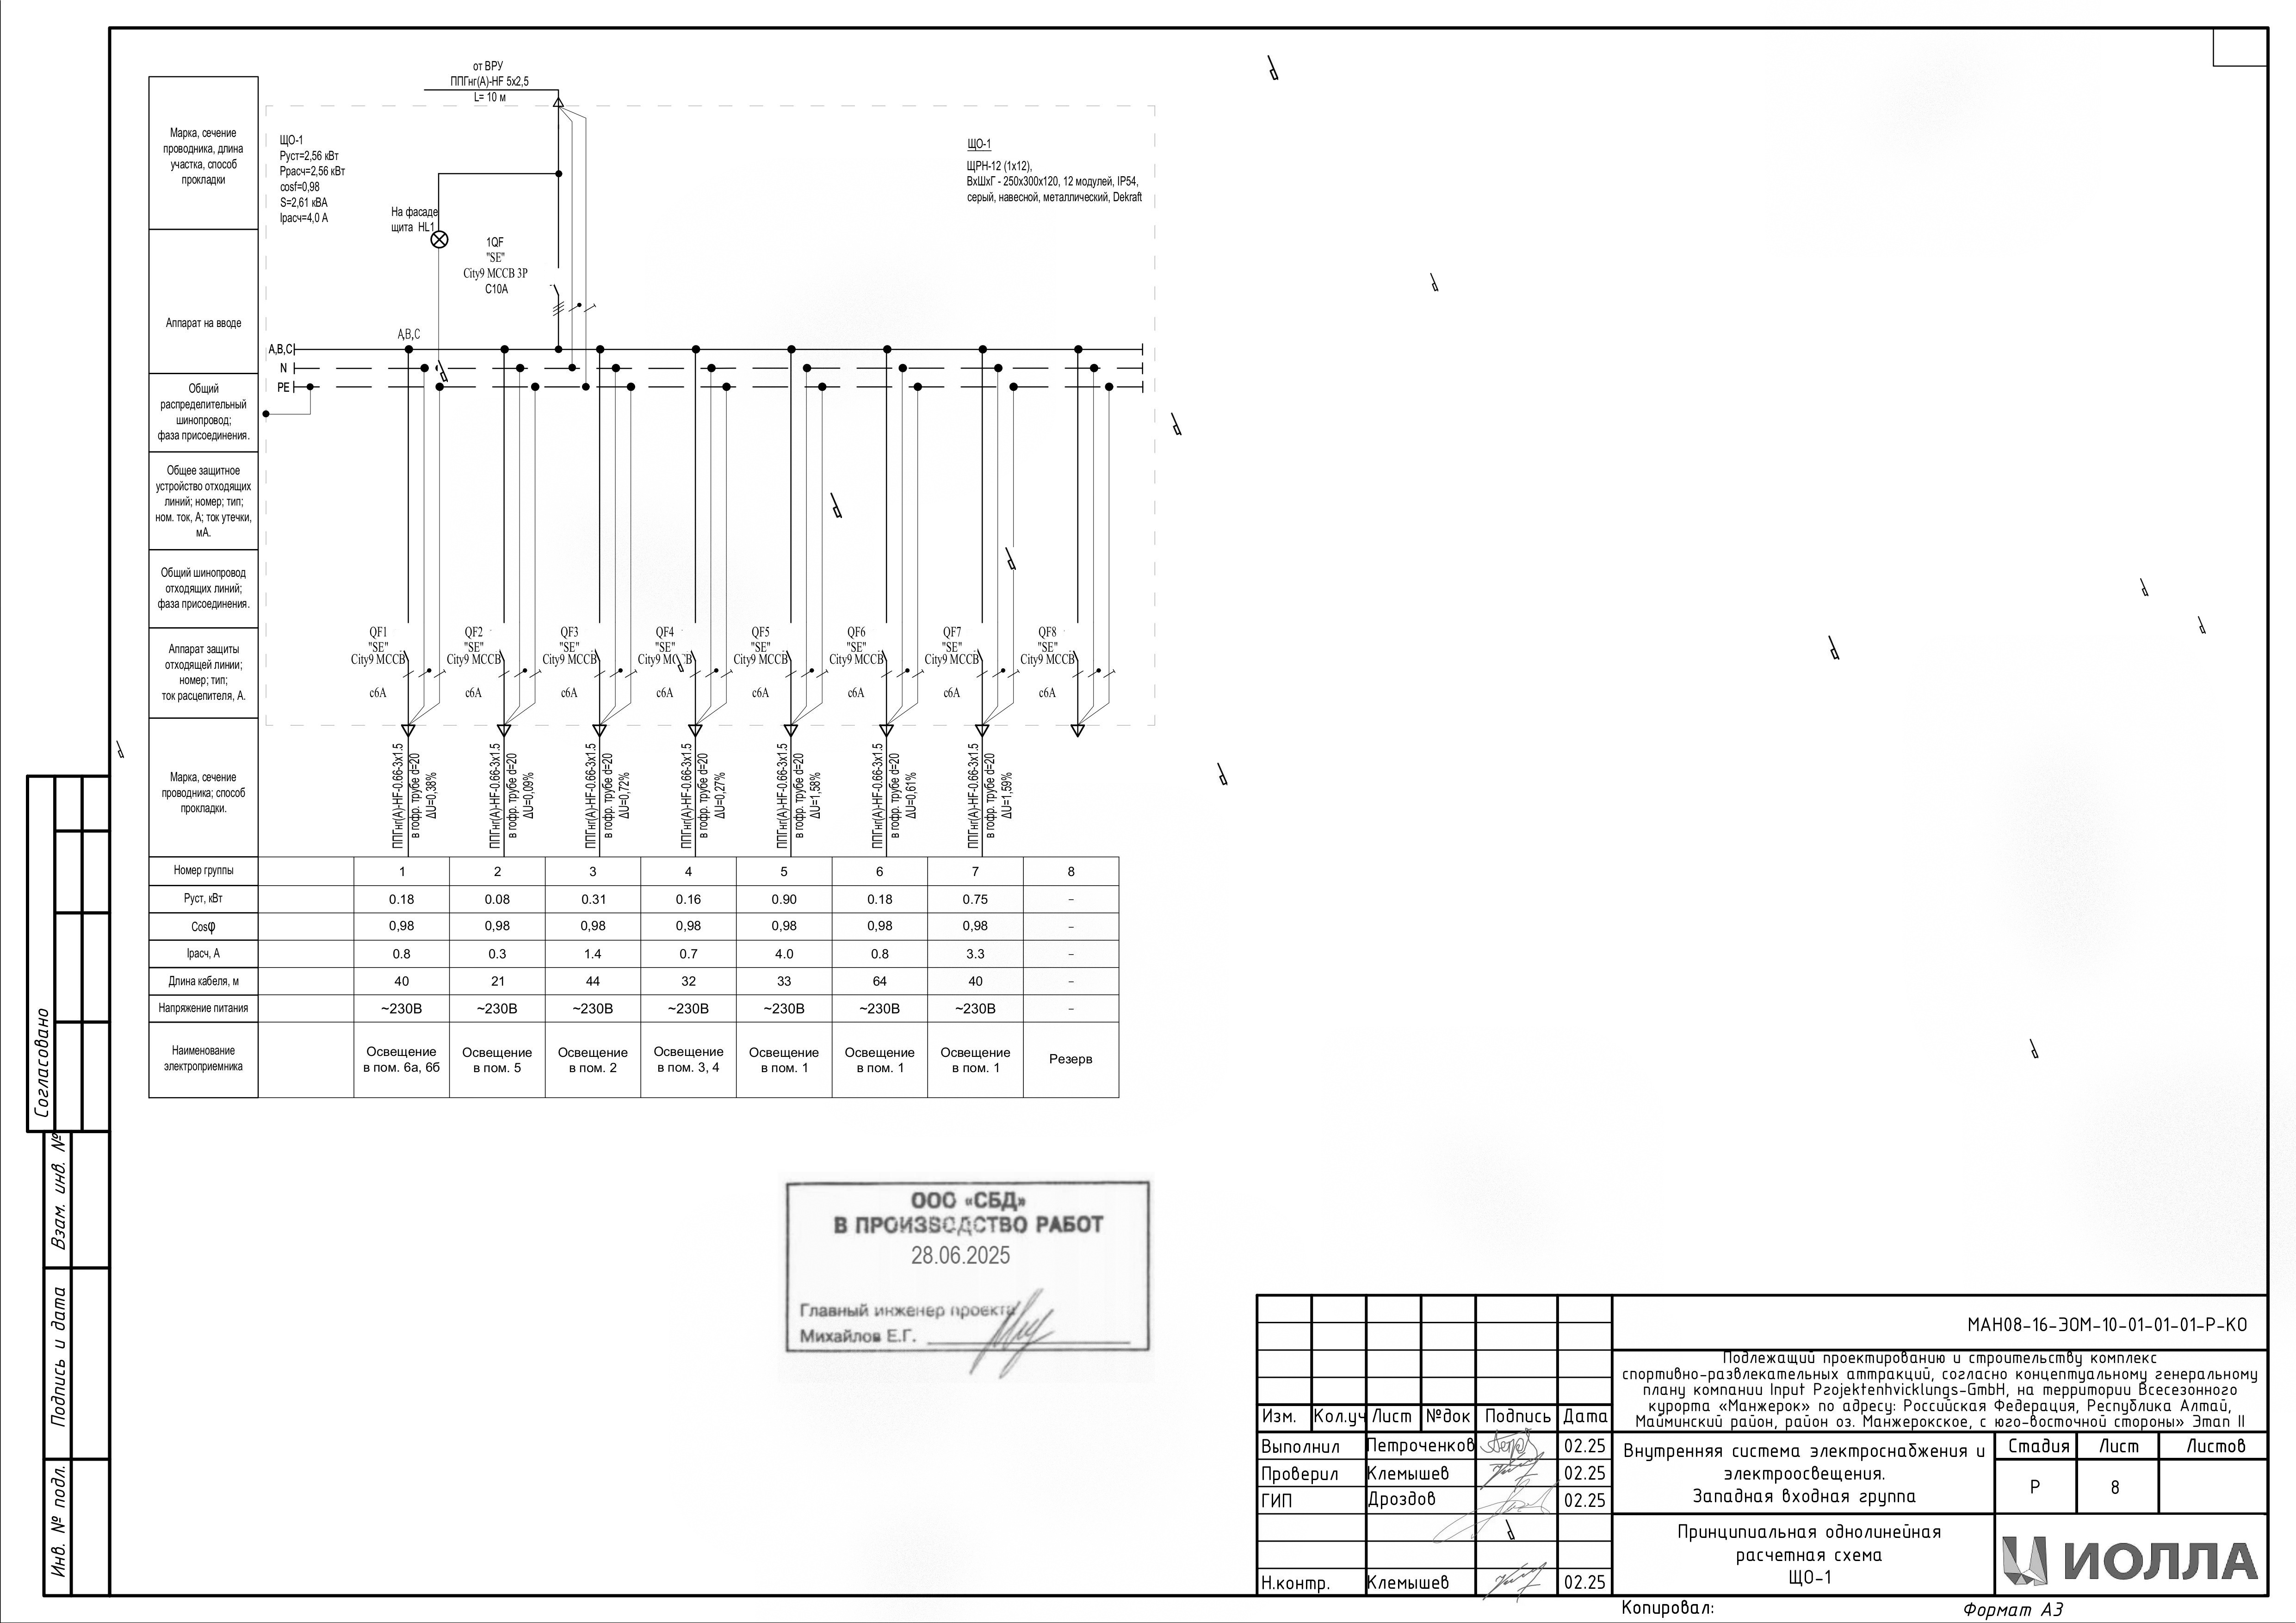 от ВРУ
ППГнг(А)-HF 5х2,5
L= 10 м
Марка, сечение
проводника, длина
участка, способ
прокладки
ЩО-1
Руст=2,56 кВт
Ррасч=2,56 кВт
cosf=0,98
S=2,61 кВА
Iрасч=4,0 А
ЩО-1
ЩРН-12 (1х12),
ВхШхГ - 250х300х120, 12 модулей, IP54,
серый, навесной, металлический, Dekraft
На фасаде
щита HL1
1QF
"SE"
City9 MCCB 3P
C10A
Аппарат на вводе
A,B,C
A,B,C
N
PE
Общий
распределительный
шинопровод;
фаза присоединения.
Общее защитное
устройство отходящих
линий; номер; тип;
ном. ток, А; ток утечки,
мА.
Общий шинопровод
отходящих линий;
фаза присоединения.
Аппарат защиты
отходящей линии;
номер; тип;
ток расцепителя, А.
QF1 QF2 QF3 QF4 QF5 QF6 QF7 QF8
"SE" "SE" "SE" "SE" "SE" "SE" "SE" "SE"
City9 MCCB City9 MCCB City9 MCCB City9 MCCB City9 MCCB City9 MCCB City9 MCCB City9 MCCB
c6A c6A c6A c6A c6A c6A c6A c6A
Марка, сечение
проводника; способ
прокладки.
ППГнг(А)-HF-0.66-3х1.5
в гофр. трубе d=20
ΔU=0,38%
ППГнг(А)-HF-0.66-3х1.5
в гофр. трубе d=20
ΔU=0,09%
ППГнг(А)-HF-0.66-3х1.5
в гофр. трубе d=20
ΔU=0,72%
ППГнг(А)-HF-0.66-3х1.5
в гофр. трубе d=20
ΔU=0,27%
ППГнг(А)-HF-0.66-3х1.5
в гофр. трубе d=20
ΔU=1,58%
ППГнг(А)-HF-0.66-3х1.5
в гофр. трубе d=20
ΔU=0,61%
ППГнг(А)-HF-0.66-3х1.5
в гофр. трубе d=20
ΔU=1,59%
Номер группы 1 2 3 4 5 6 7 8
Руст, кВт 0.18 0.08 0.31 0.16 0.90 0.18 0.75 –
Cosφ 0,98 0,98 0,98 0,98 0,98 0,98 0,98 –
Iрасч, А 0.8 0.3 1.4 0.7 4.0 0.8 3.3 –
Длина кабеля, м 40 21 44 32 33 64 40 –
Напряжение питания ~230В ~230В ~230В ~230В ~230В ~230В ~230В –
Наименование
электроприемника
Освещение
в пом. 6а, 6б
Освещение
в пом. 5
Освещение
в пом. 2
Освещение
в пом. 3, 4
Освещение
в пом. 1
Освещение
в пом. 1
Освещение
в пом. 1
Резерв
ООО «СБД»
В ПРОИЗВОДСТВО РАБОТ
28.06.2025
Главный инженер проекта
Михайлов Е.Г.
Согласовано
Взам. инв. №
Подпись и дата
Инв. № подл.
МАН08-16-ЭОМ-10-01-01-01-Р-КО
Подлежащий проектированию и строительству комплекс
спортивно-развлекательных аттракций, согласно концептуальному генеральному
плану компании Input Projektenhvicklungs-GmbH, на территории Всесезонного
курорта «Манжерок» по адресу: Российская Федерация, Республика Алтай,
Майминский район, район оз. Манжерокское, с юго-восточной стороны» Этап II
Изм. Кол.уч Лист №док Подпись Дата
Выполнил Петроченков 02.25
Проверил Клемышев 02.25
ГИП Дроздов 02.25
Н.контр. Клемышев 02.25
Внутренняя система электроснабжения и
электроосвещения.
Западная входная группа
Стадия Лист Листов
Р 8
Принципиальная однолинейная
расчетная схема
ЩО-1
ИОЛЛА
Копировал:
Формат А3